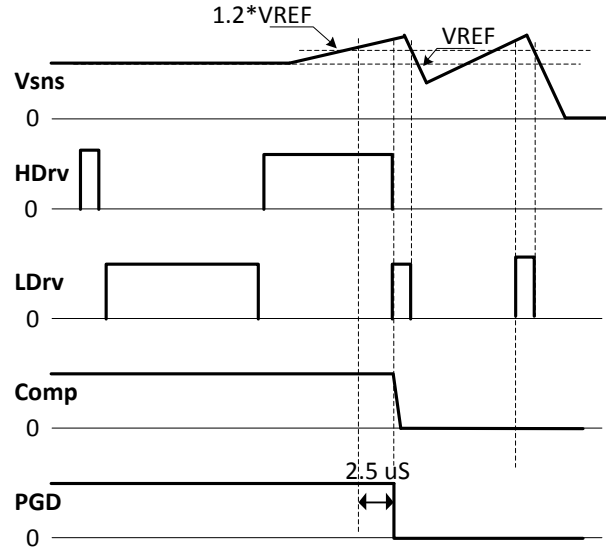 1.2*VREF
VREF
Vsns
0
HDrv
0
LDrv
0
Comp
0
2.5 uS
PGD
0